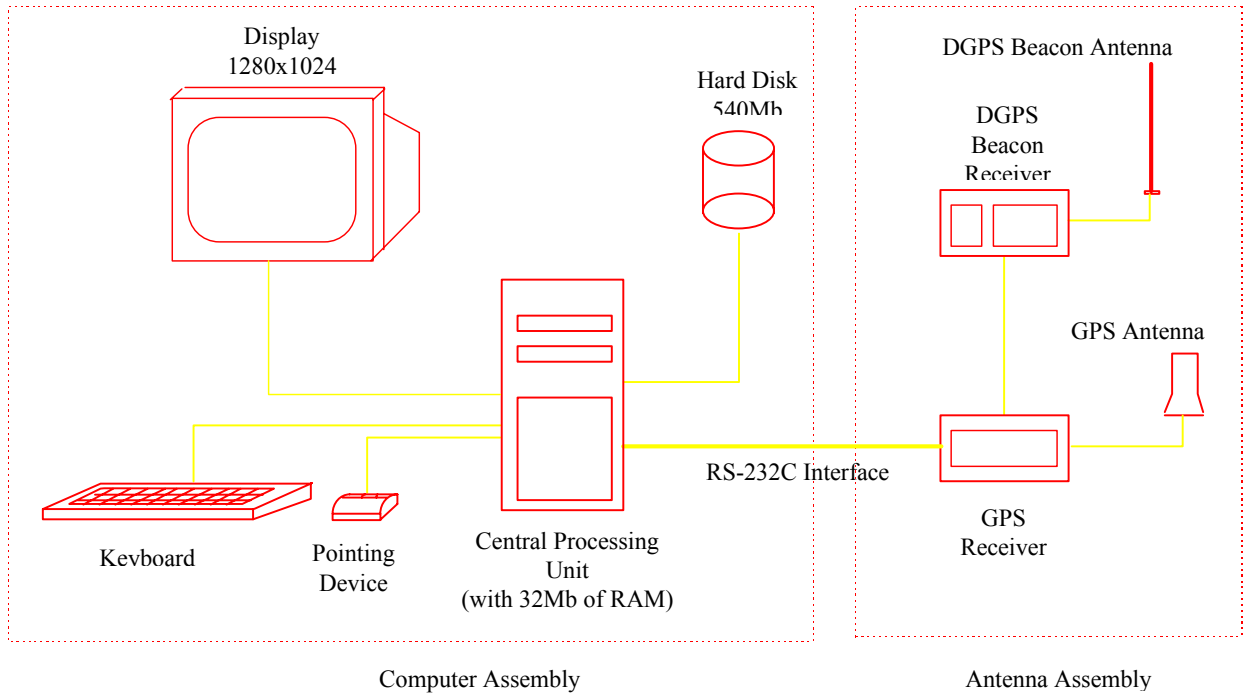 Display
1280x1024
Hard Disk
540Mb
Keyboard
Pointing
Device
Central Processing
Unit
(with 32Mb of RAM)
RS-232C Interface
Computer Assembly
DGPS Beacon Antenna
DGPS
Beacon
Receiver
GPS Antenna
GPS
Receiver
Antenna Assembly